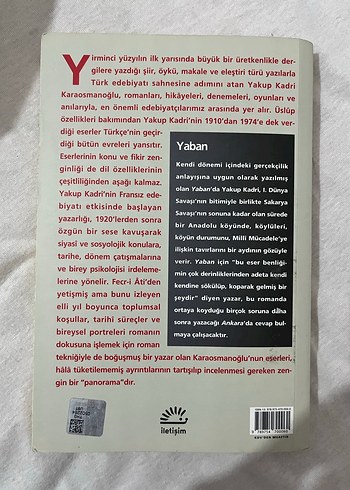 Yirminci yüzyılın ilk yarısında büyük bir üretkenlikle der-
gilere yazdığı şiir, öykü, makale ve eleştiri türü yazılarla
Türk edebiyatı sahnesine adımını atan Yakup Kadri
Karaosmanoğlu, romanları, hikâyeleri, denemeleri, oyunları ve
anılarıyla, en önemli edebiyatçılarımız arasında yer alır. Üslûp
özellikleri bakımından Yakup Kadri'nin 1910'dan 1974'e dek ver-
diği eserler Türkçe'nin geçir-
diği bütün evreleri yansıtır.
Eserlerinin konu ve fikir zen-
ginliği de dil özelliklerinin
çeşitliliğinden aşağı kalmaz.
Yakup Kadri'nin Fransız ede-
biyatı etkisinde başlayan
yazarlığı, 1920'lerden sonra
özgün bir sese kavuşarak
siyasî ve sosyolojik konulara,
tarihe, dönem çatışmalarına
ve birey psikolojisi irdeleme-
lerine yönelir. Fecr-i Âti'den
yetişmiş ama bunu izleyen
elli yıl boyunca toplumsal
koşullar, tarihî süreçler ve
bireysel portreleri romanın
dokusuna işlemek için roman
tekniğiyle de boğuşmuş bir yazar olan Karaosmanoğlu'nun eserleri,
hâlâ tüketilememiş ayrıntılarının tartışılıp incelenmesi gereken zen-
gin bir "panorama"dır.
Yaban
Kendi dönemi içindeki gerçekçilik
anlayışına uygun olarak yazılmış
olan Yaban'da Yakup Kadri, I. Dünya
Savaşı'nın bitimiyle birlikte Sakarya
Savaşı'nın sonuna kadar olan sürede
bir Anadolu köyünde, köylüleri,
köyün durumunu, Milli Mücadele'ye
ilişkin tavırlarını bir aydının gözüyle
verir. Yaban için "bu eser benliği-
min çok derinliklerinden adeta kendi
kendine sökülüp, koparak gelmiş bir
şeydir" diyen yazar, bu romanda
ortaya koyduğu birçok soruna daha
sonra yazacağı Ankara'da cevap bul-
maya çalışacaktır.
iletişim